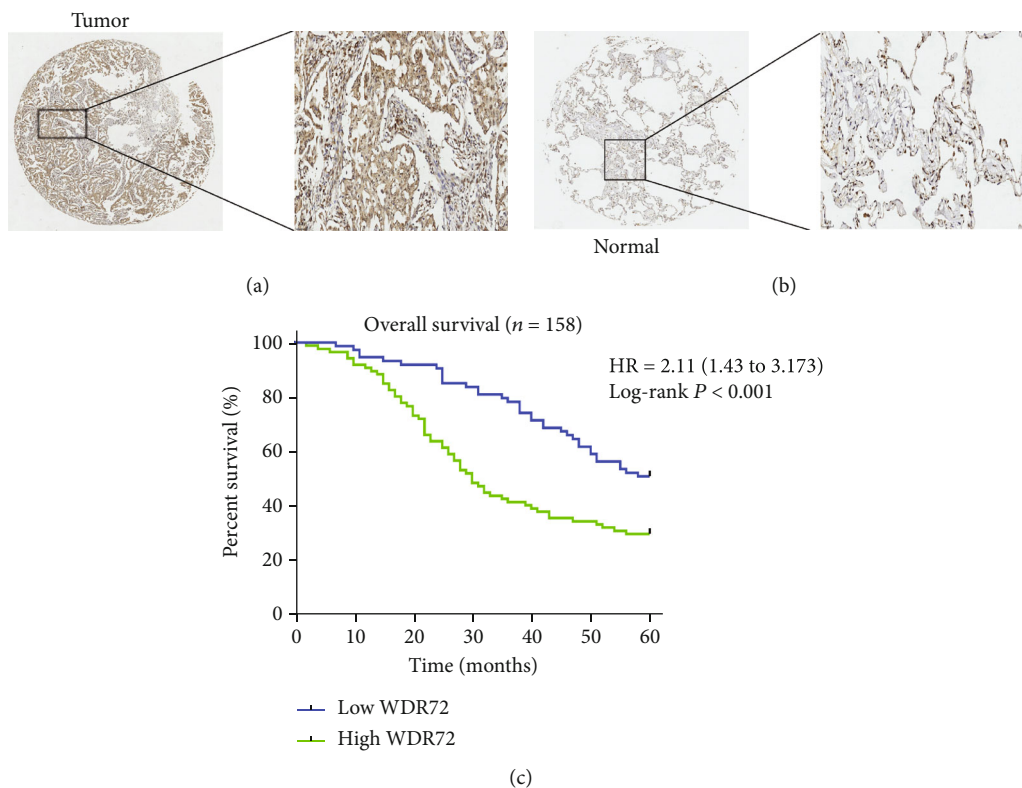 Tumor
Normal
(a)
(b)
Overall survival (n = 158)
HR = 2.11 (1.43 to 3.173)
Log-rank P < 0.001
Percent survival (%)
100
80
60
40
20
0
0 10 20 30 40 50 60
Time (months)
Low WDR72
High WDR72
(c)